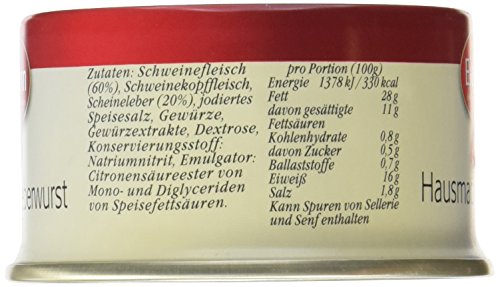 Zutaten: Schweinefleisch
(60%), Schweinekopffleisch,
Scheineleber (20%), jodiertes
Speisesalz, Gewürze,
Gewürzextrakte, Dextrose,
Konservierungsstoff:
Natriumnitrit, Emulgator:
Citronensäureester von
Mono- und Diglyceriden
von Speisefettsäuren.
pro Portion (100g)
Energie 1378 kJ/330 kcal
Fett 28 g
davon gesättigte 11 g
Fettsäuren
Kohlenhydrate 0,8 g
davon Zucker 0,5 g
Ballaststoffe 0,7 g
Eiweiß 16 g
Salz 1,8 g
Kann Spuren von Sellerie
und Senf enthalten
erwurst
Hausma